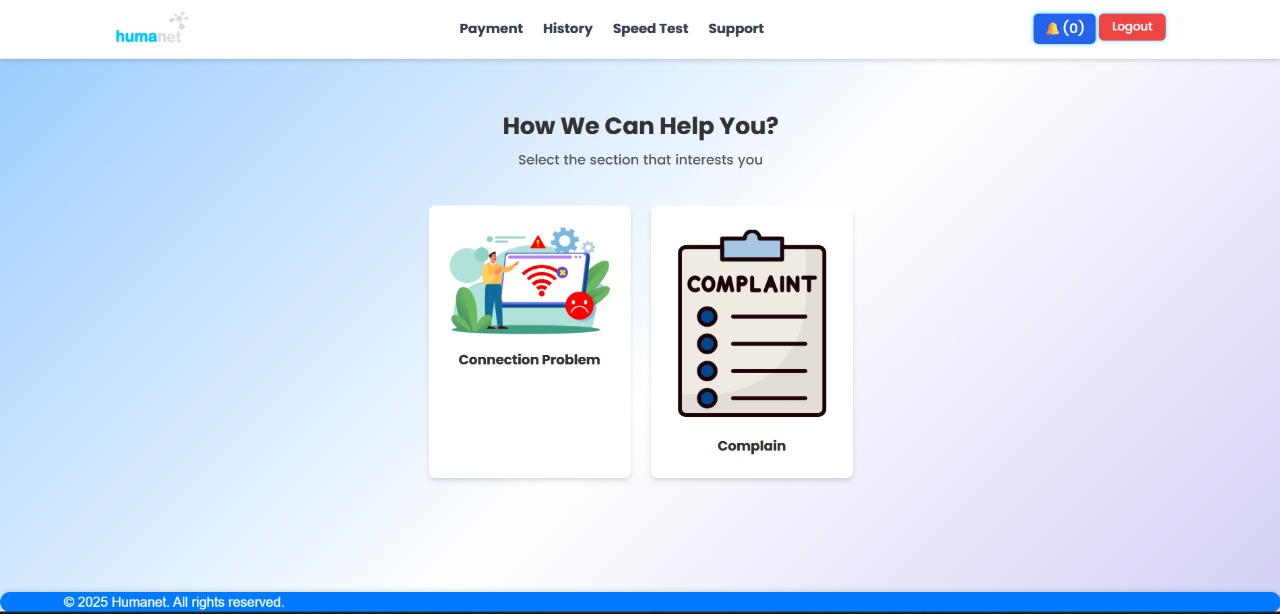 humanet
Payment History Speed Test Support
(0)
Logout
How We Can Help You?
Select the section that interests you
COMPLAINT
Connection Problem
Complain
© 2025 Humanet. All rights reserved.